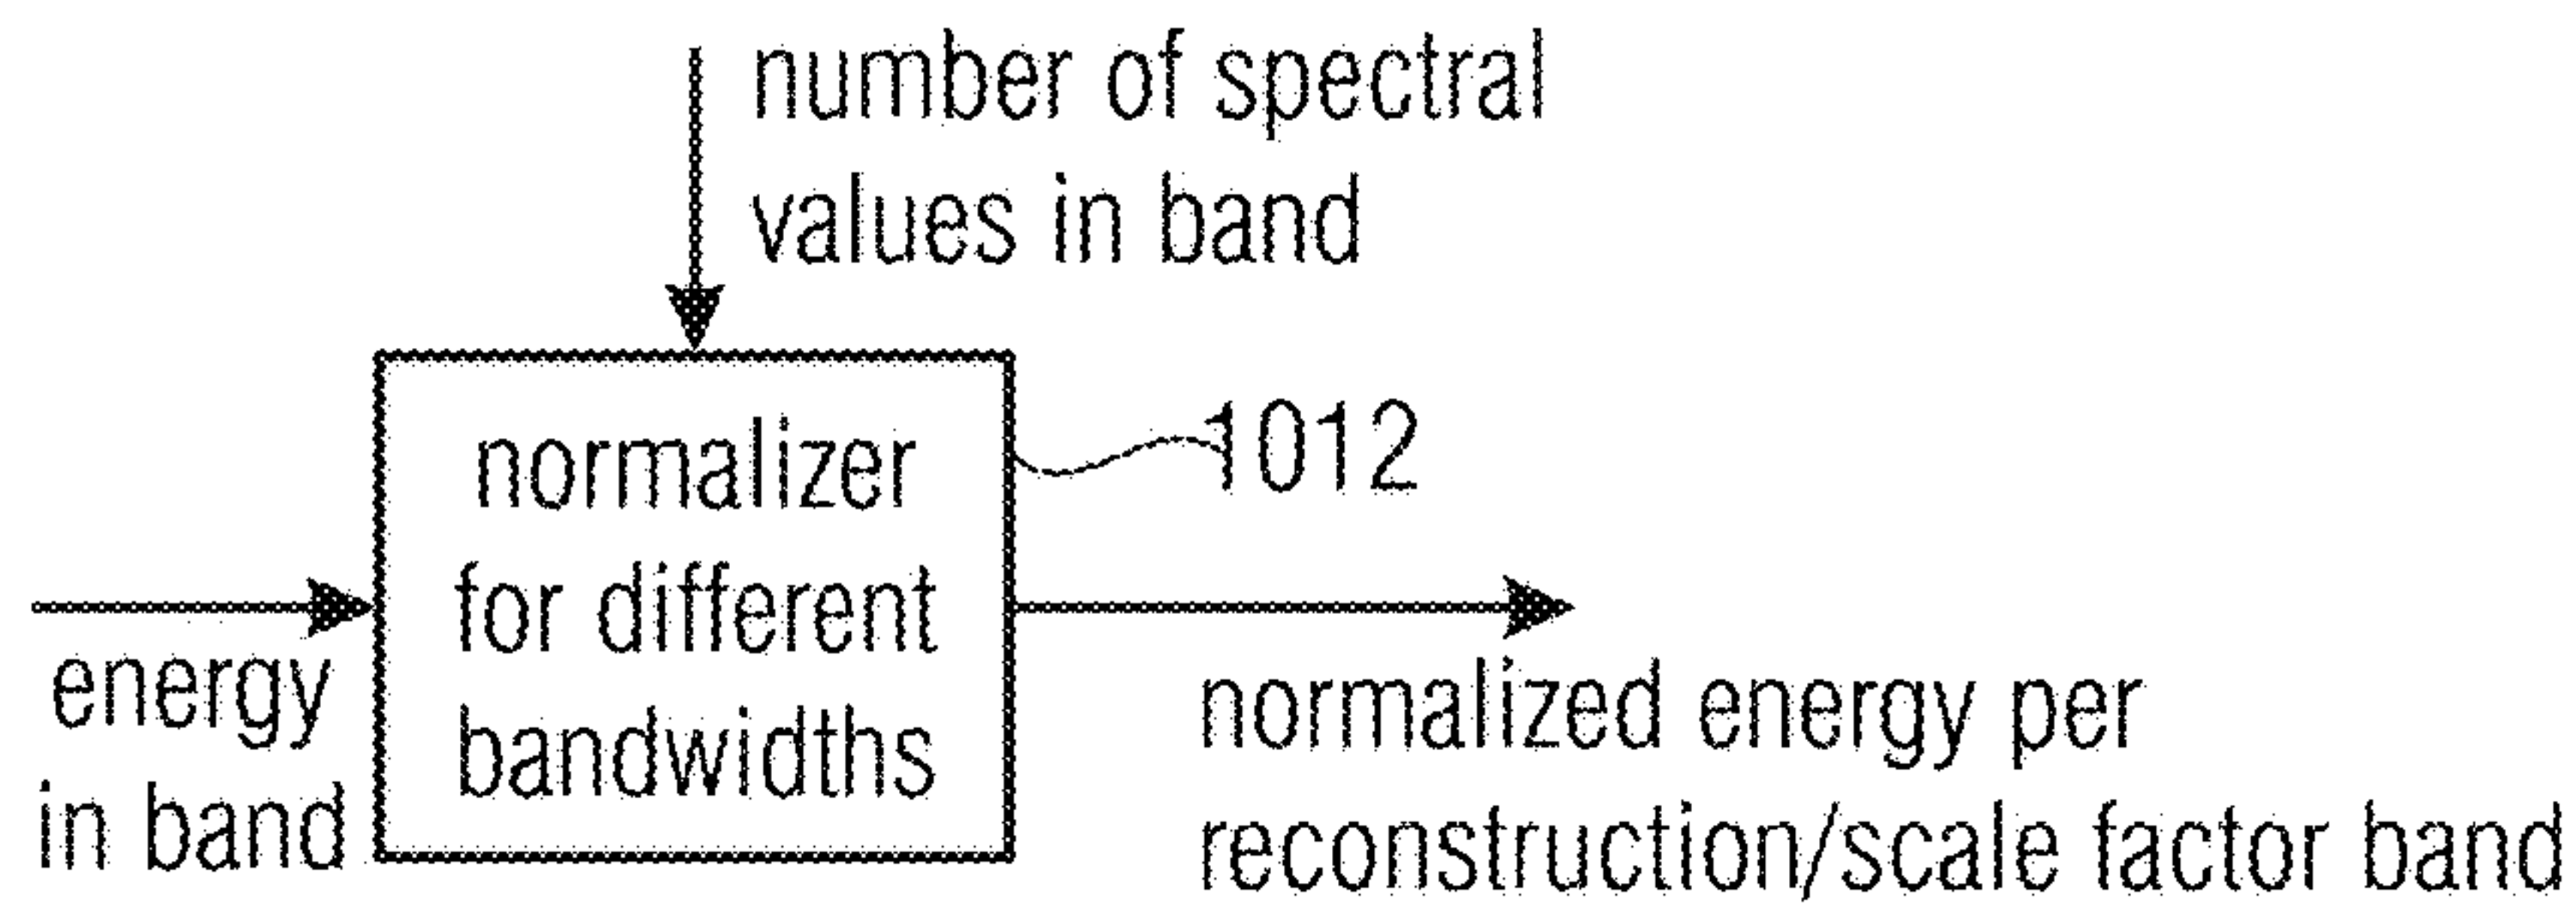 number of spectral
values in band
normalizer
for different
bandwidths
1012
energy
in band
normalized energy per
reconstruction/scale factor band